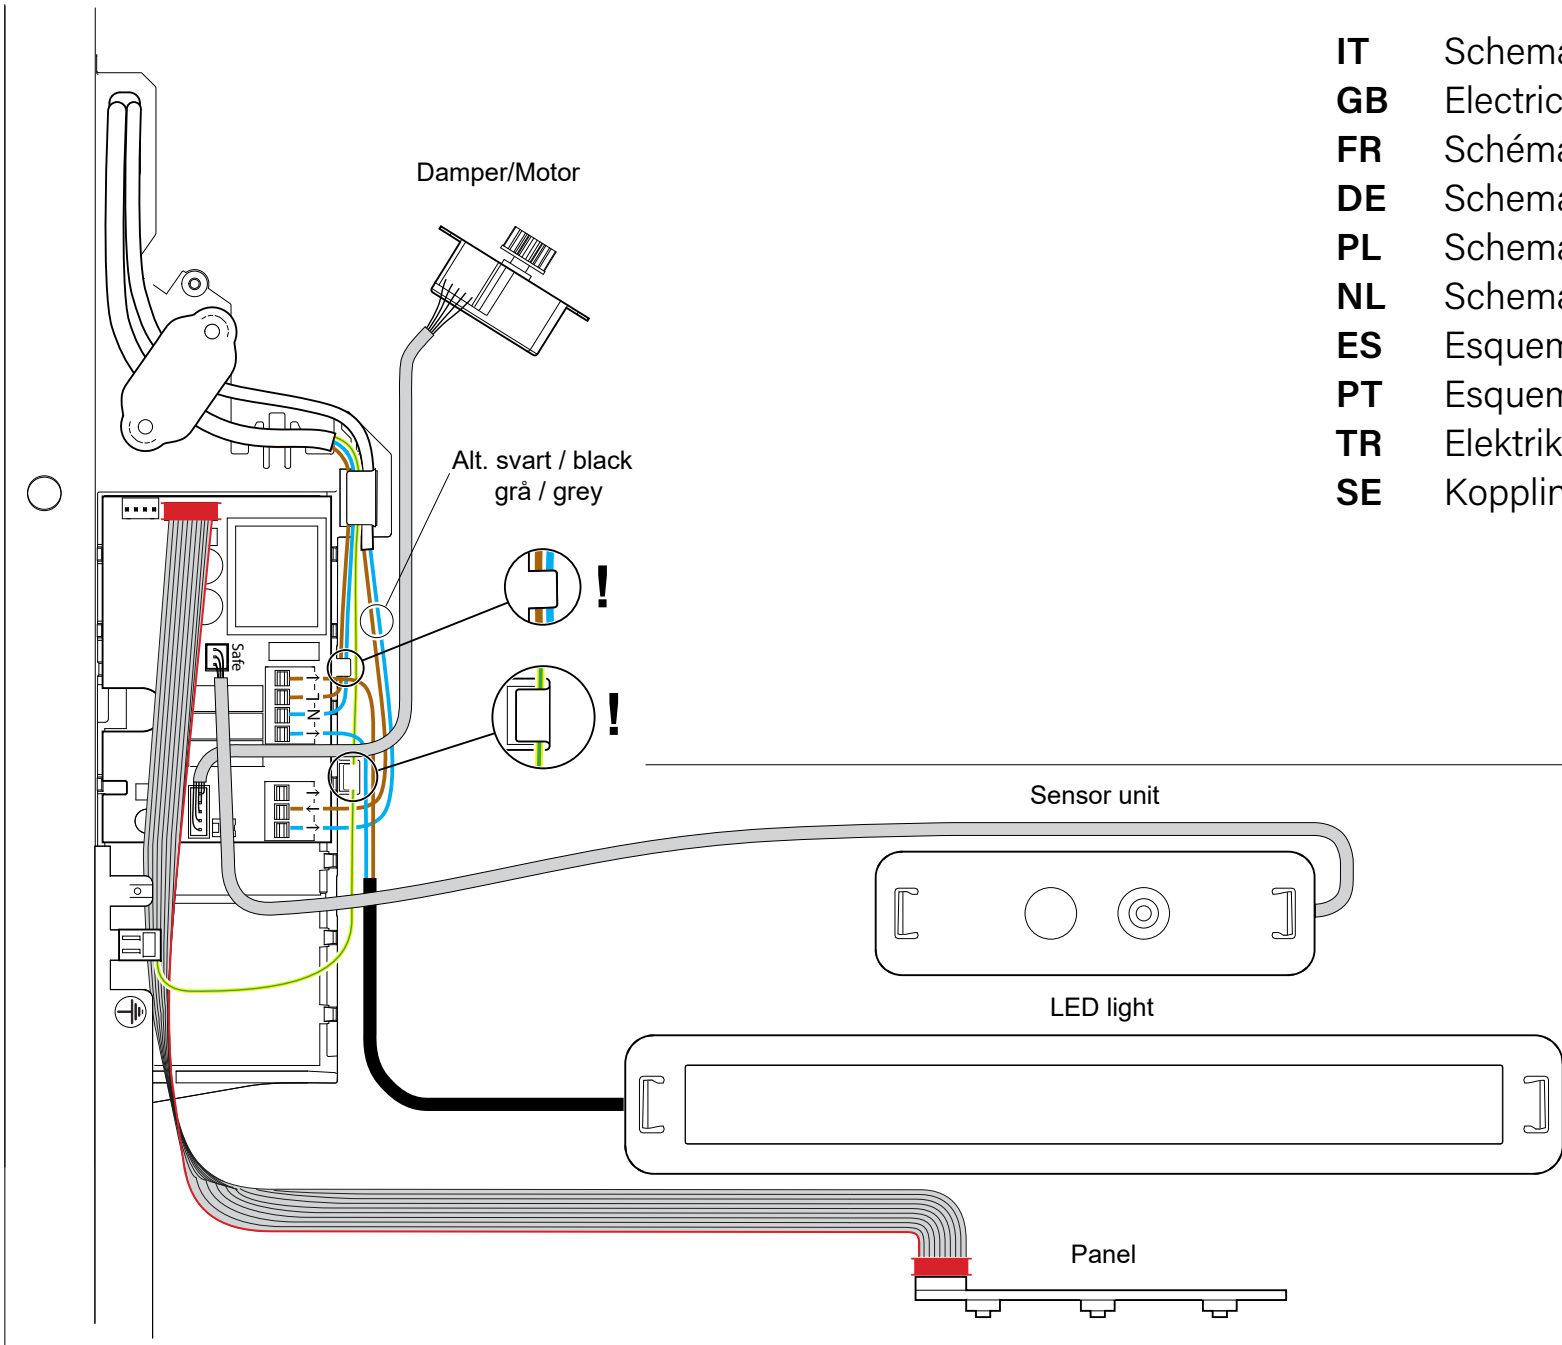 IT Schema
GB Electric
FR Schéma
DE Schema
PL Schema
NL Schema
ES Esquem
PT Esquem
TR Elektrik
SE Kopplin
Damper/Motor
Alt. svart / black
grå / grey
!
Safe
L
N
!
Sensor unit
LED light
Panel